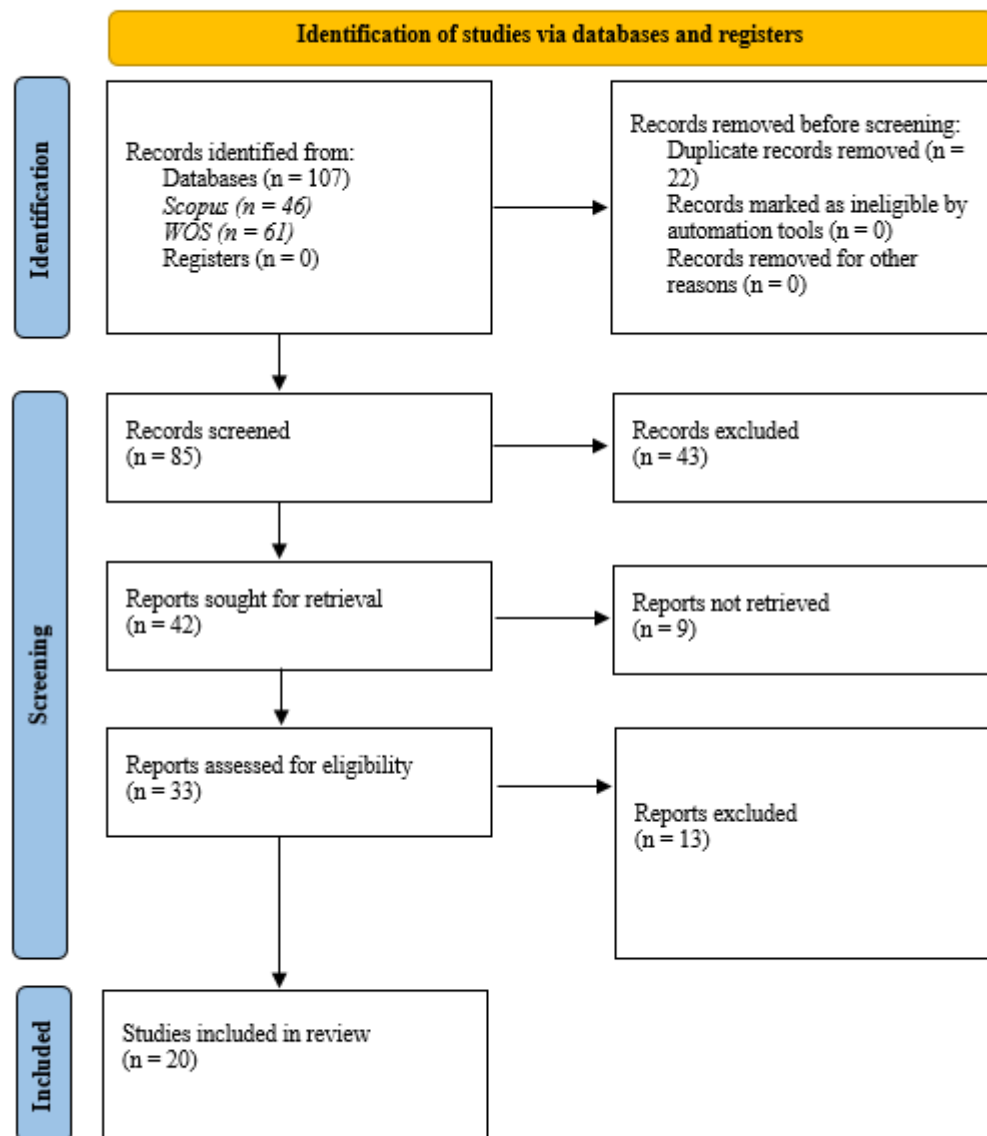 Identification of studies via databases and registers
Identification
Records identified from:
Databases (n = 107)
Scopus (n = 46)
WOS (n = 61)
Registers (n = 0)
Records removed before screening:
Duplicate records removed (n =
22)
Records marked as ineligible by
automation tools (n = 0)
Records removed for other
reasons (n = 0)
Screening
Records screened
(n = 85)
Records excluded
(n = 43)
Reports sought for retrieval
(n = 42)
Reports not retrieved
(n = 9)
Reports assessed for eligibility
(n = 33)
Reports excluded
(n = 13)
Included
Studies included in review
(n = 20)